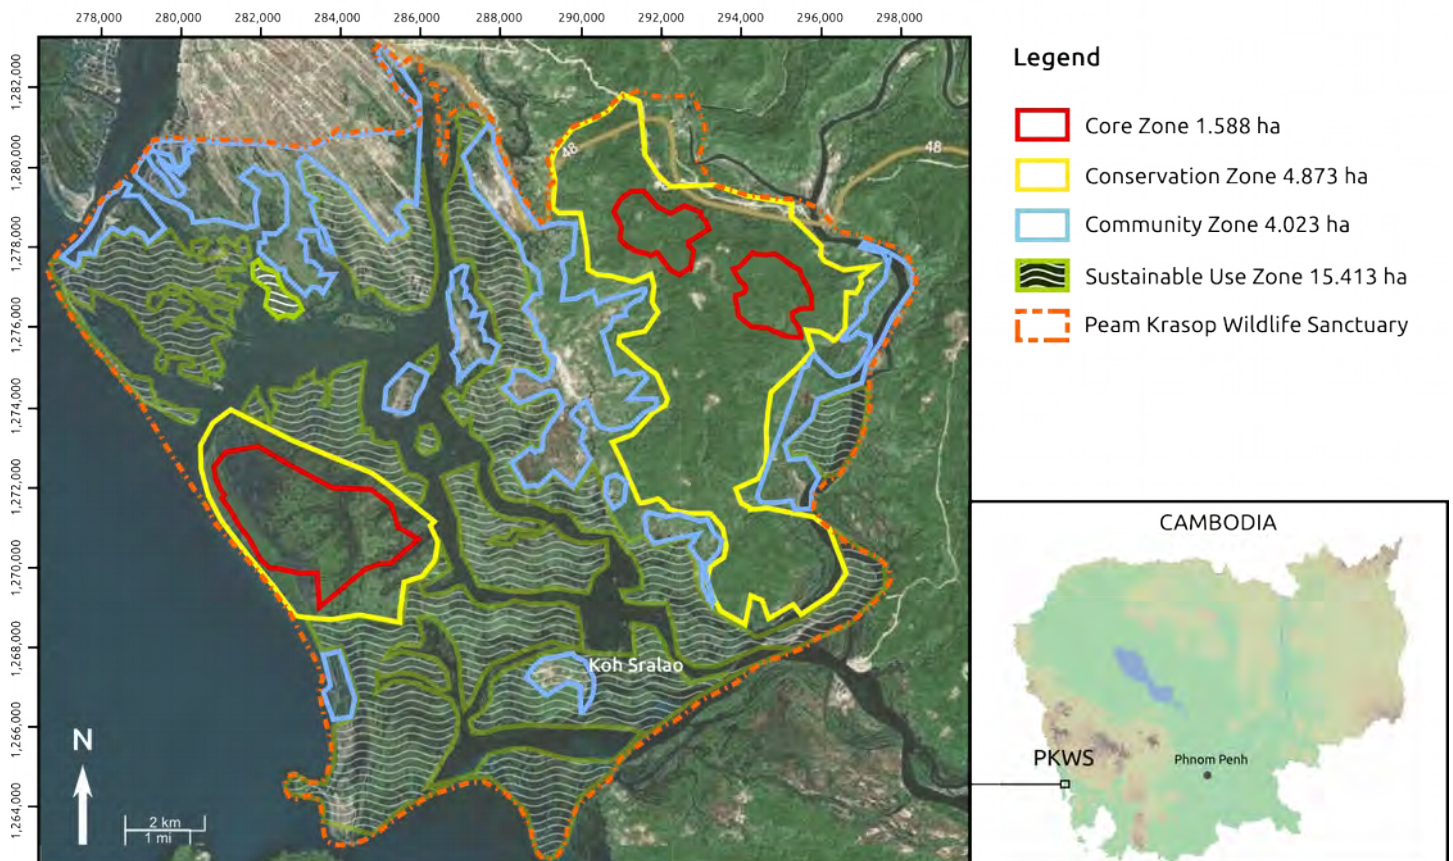 278,000 280,000 282,000 284,000 286,000 288,000 290,000 292,000 294,000 296,000 298,000
1,282,000
1,280,000
1,278,000
1,276,000
1,274,000
1,272,000
1,270,000
1,268,000
1,266,000
1,264,000
48
48
Koh Sralao
N
2 km
1 mi
Legend
Core Zone 1.588 ha
Conservation Zone 4.873 ha
Community Zone 4.023 ha
Sustainable Use Zone 15.413 ha
Peam Krasop Wildlife Sanctuary
CAMBODIA
PKWS
Phnom Penh